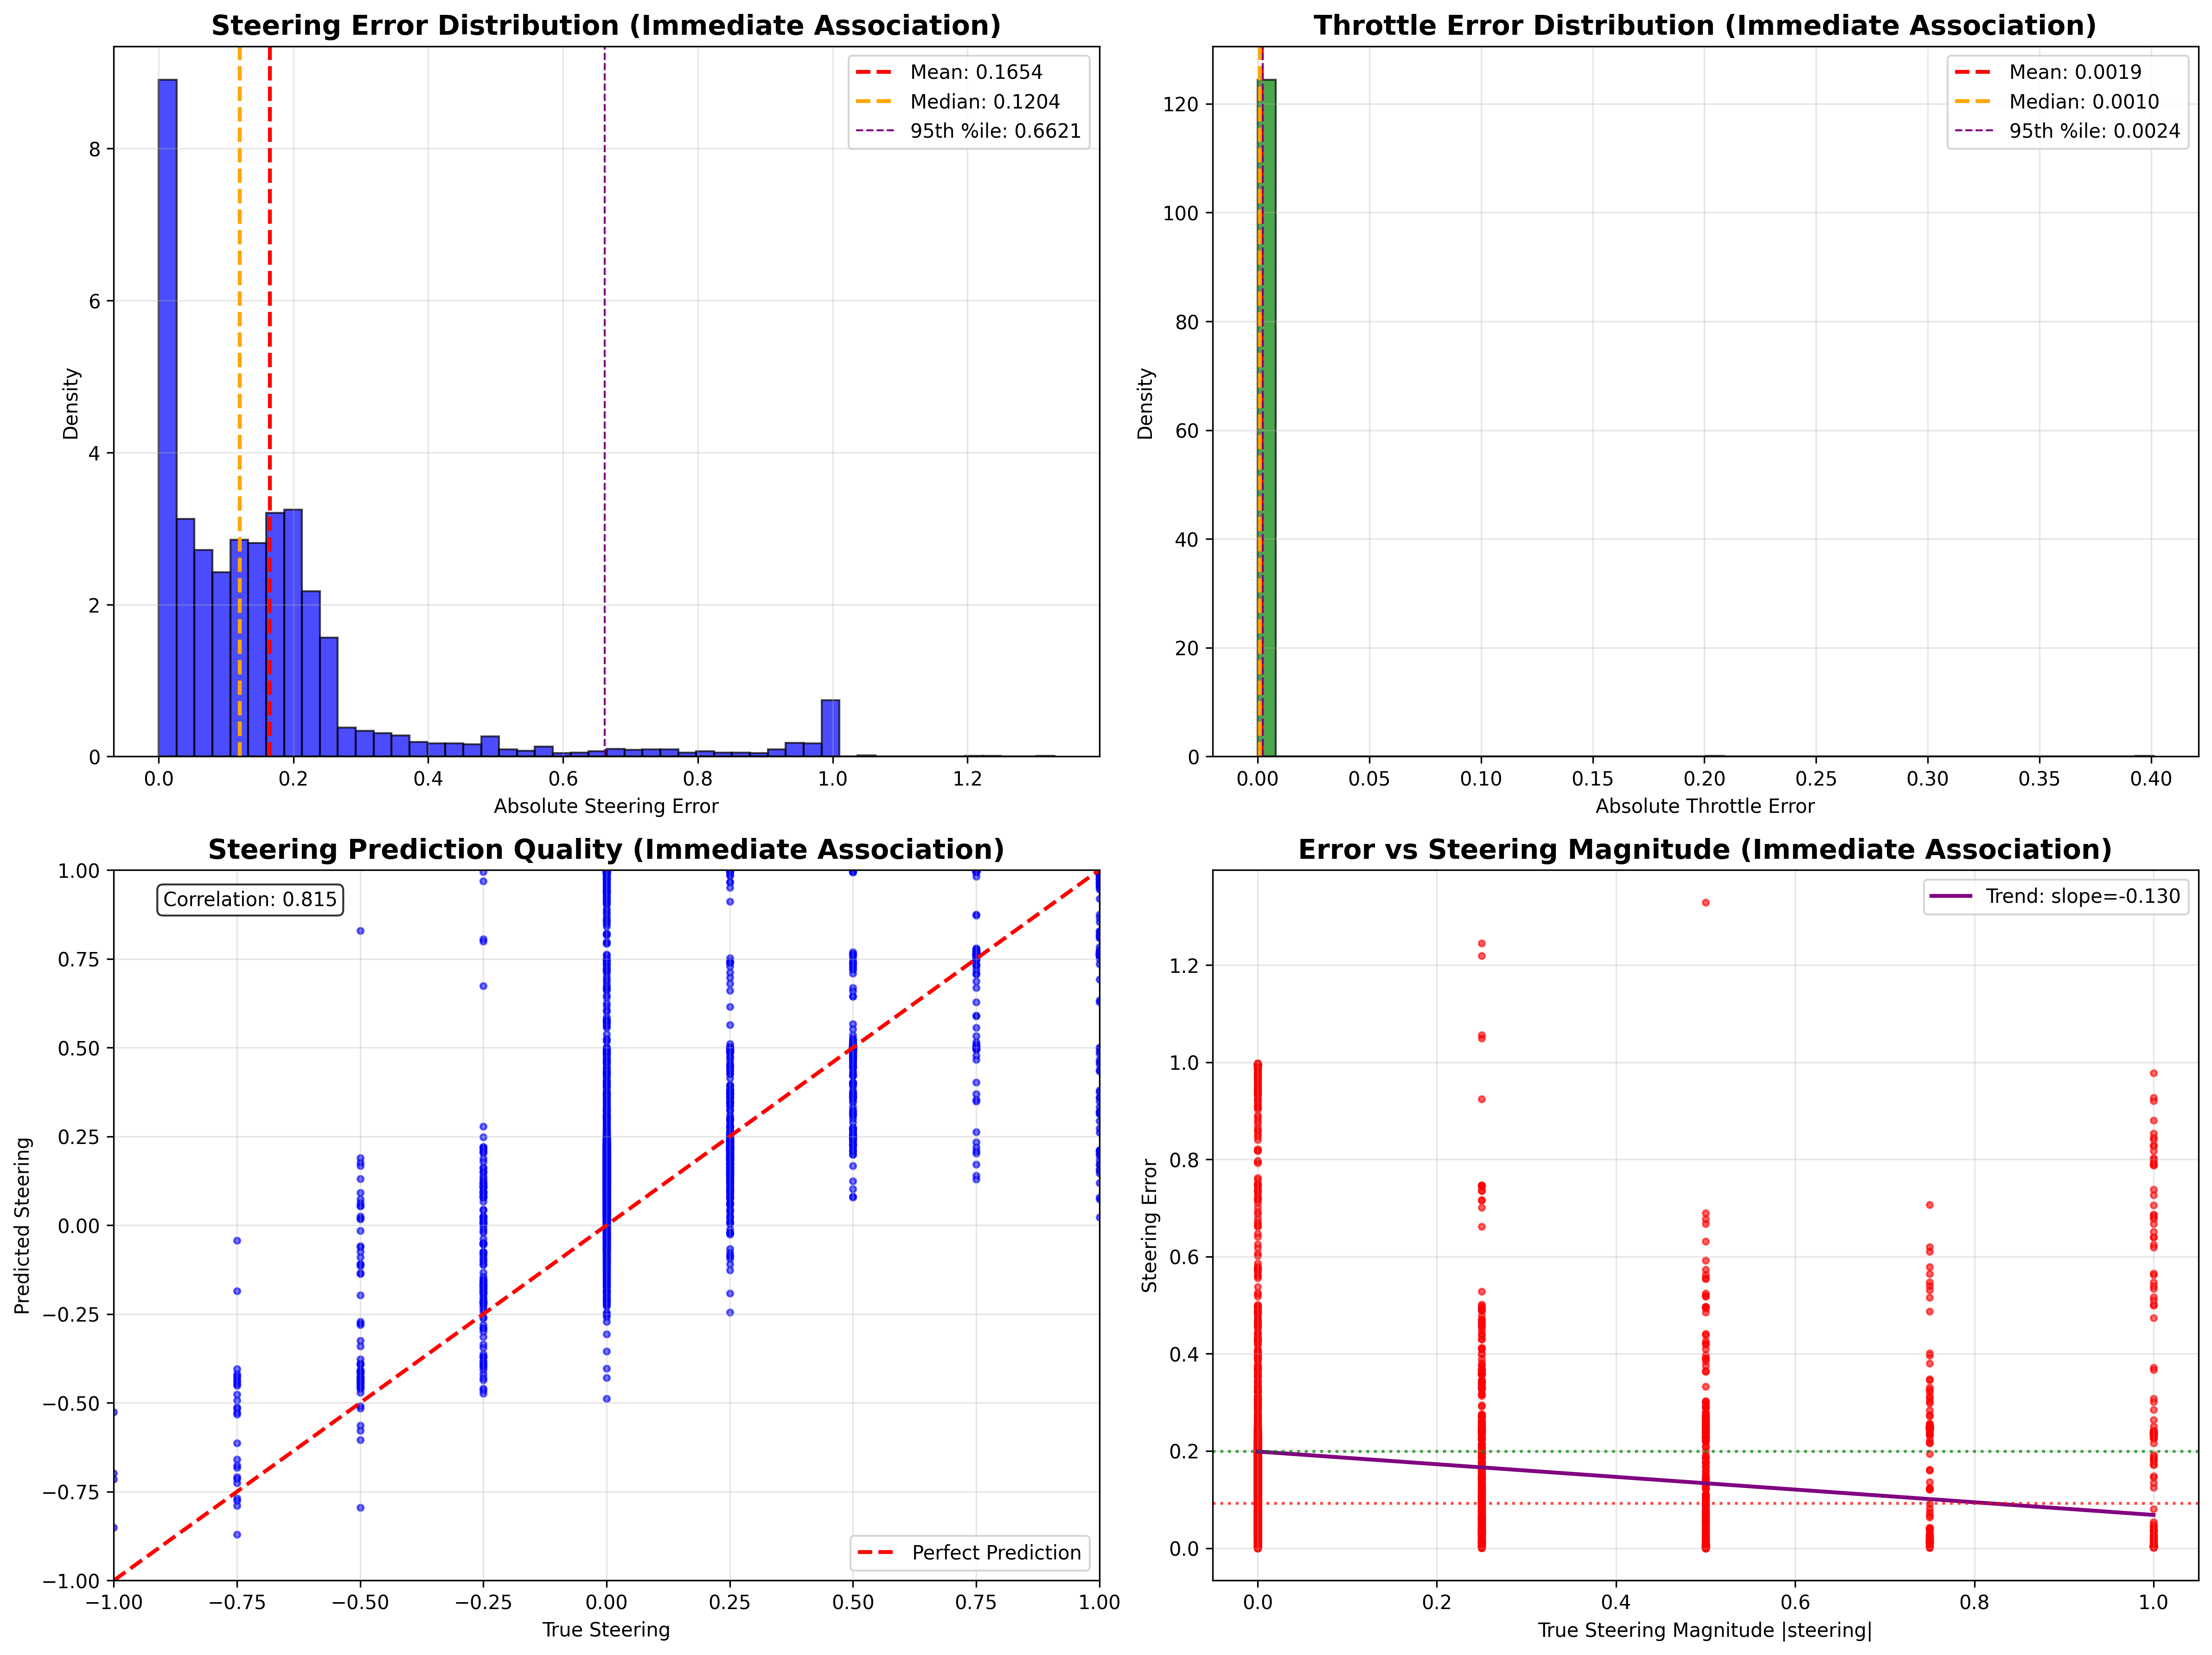 Steering Error Distribution (Immediate Association)
Mean: 0.1654
Median: 0.1204
95th %ile: 0.6621
Density
8
6
4
2
0
0.0 0.2 0.4 0.6 0.8 1.0 1.2
Absolute Steering Error
Throttle Error Distribution (Immediate Association)
Mean: 0.0019
Median: 0.0010
95th %ile: 0.0024
Density
120
100
80
60
40
20
0
0.00 0.05 0.10 0.15 0.20 0.25 0.30 0.35 0.40
Absolute Throttle Error
Steering Prediction Quality (Immediate Association)
Correlation: 0.815
Predicted Steering
1.00
0.75
0.50
0.25
0.00
−0.25
−0.50
−0.75
−1.00
Perfect Prediction
−1.00 −0.75 −0.50 −0.25 0.00 0.25 0.50 0.75 1.00
True Steering
Error vs Steering Magnitude (Immediate Association)
Trend: slope=-0.130
Steering Error
1.2
1.0
0.8
0.6
0.4
0.2
0.0
0.0 0.2 0.4 0.6 0.8 1.0
True Steering Magnitude |steering|